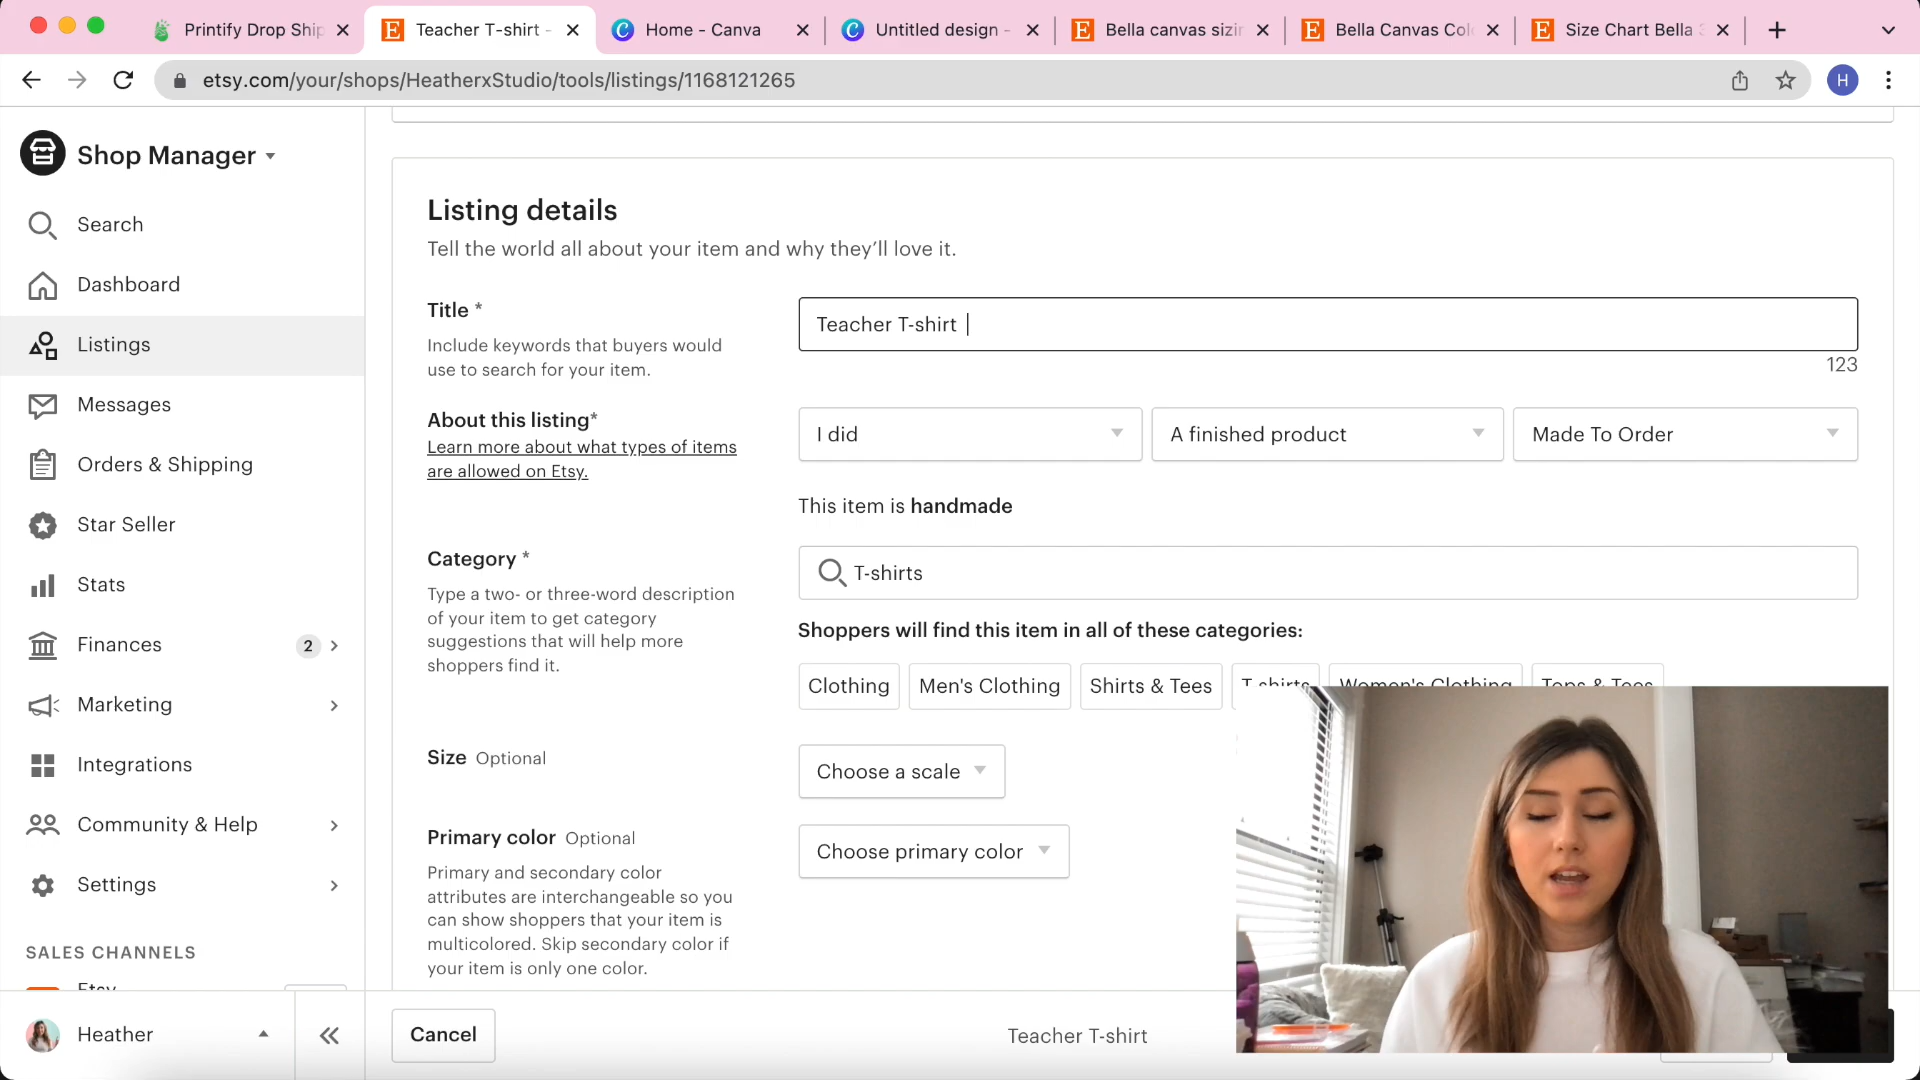 Printify Drop Ship
Teacher T-shirt -
Home - Canva
Untitled design -
Bella canvas sizin
Bella Canvas Col
Size Chart Bella 3
etsy.com/your/shops/HeatherxStudio/tools/listings/1168121265
H
Shop Manager
Search
Dashboard
Listings
Messages
Orders & Shipping
Star Seller
Stats
Finances
2
Marketing
Integrations
Community & Help
Settings
SALES CHANNELS
Etsy
Heather
Listing details
Tell the world all about your item and why they’ll love it.
Title *
Include keywords that buyers would
use to search for your item.
Teacher T-shirt
123
About this listing*
Learn more about what types of items
are allowed on Etsy.
I did
A finished product
Made To Order
This item is handmade
Category *
Type a two- or three-word description
of your item to get category
suggestions that will help more
shoppers find it.
T-shirts
Shoppers will find this item in all of these categories:
Clothing
Men's Clothing
Shirts & Tees
T-shirts
Women's Clothing
Tops & Tees
Size Optional
Choose a scale
Primary color Optional
Primary and secondary color
attributes are interchangeable so you
can show shoppers that your item is
multicolored. Skip secondary color if
your item is only one color.
Choose primary color
Cancel
Teacher T-shirt